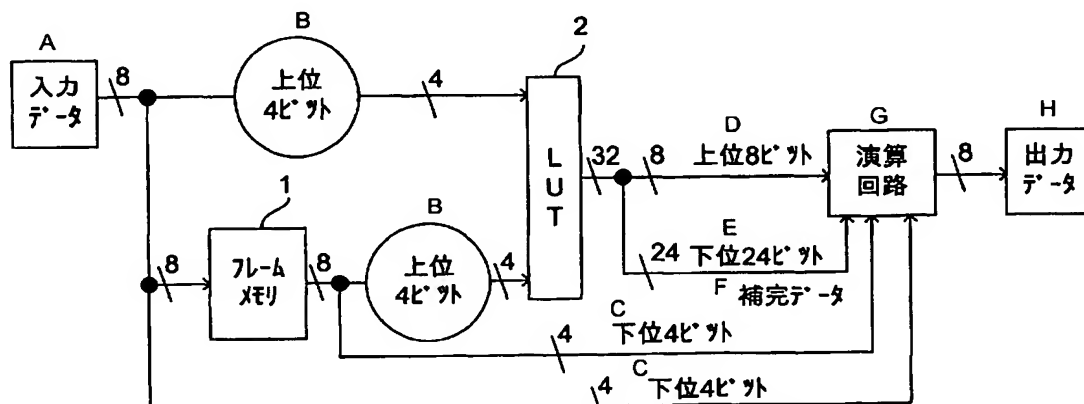 A
入力
データ
8
B
上位
4ビット
4
2
LUT
32
8
D
上位8ビット
G
演算
回路
8
H
出力
データ
E
24
下位24ビット
F 補完データ
8
1
フレーム
メモリ
8
B
上位
4ビット
4
C
4
下位4ビット
C
4
下位4ビット